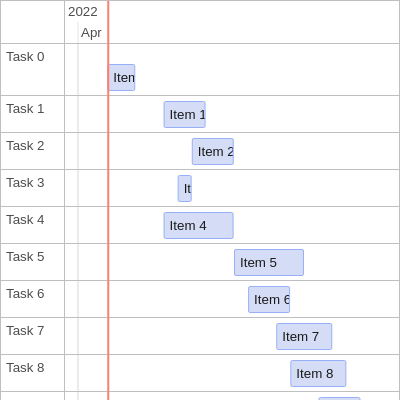 2022
Apr
Task 0
Iten
Task 1
Item 1
Task 2
Item 2
Task 3
It
Task 4
Item 4
Task 5
Item 5
Task 6
Item 6
Task 7
Item 7
Task 8
Item 8